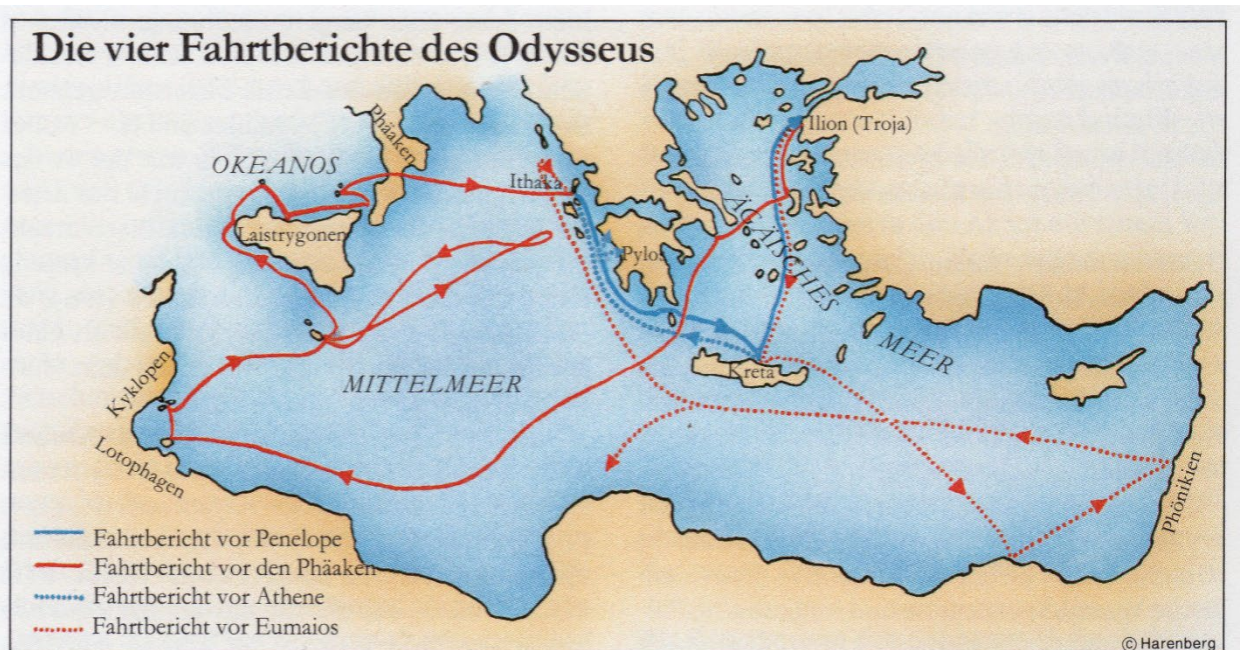 Die vier Fahrtberichte des Odysseus
Phäaken
OKEANOS
Ilion (Troja)
Ithaka
Laistrygonen
Pylos
ÄGÄISCHES
MEER
Kyklopen
MITTELMEER
Kreta
Lotophagen
Phönikien
Fahrtbericht vor Penelope
Fahrtbericht vor den Phäaken
Fahrtbericht vor Athene
Fahrtbericht vor Eumaios
© Harenberg